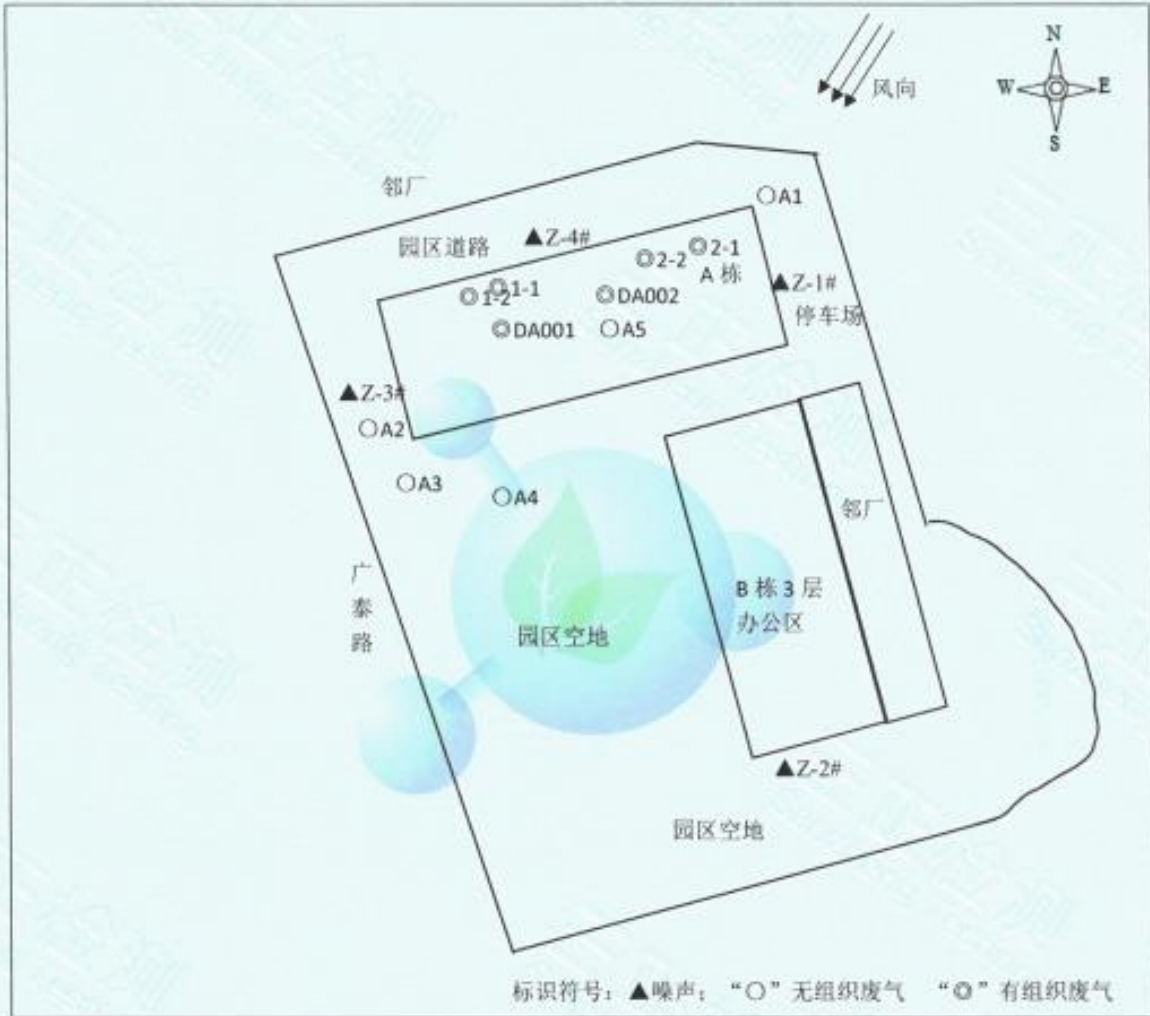 N
W
E
S
风向
邻厂
○A1
园区道路
▲Z-4#
◎2-1
◎2-2
A 栋
▲Z-1#
停车场
◎1-1
◎1-2
◎DA002
◎DA001
○A5
▲Z-3#
○A2
○A3
○A4
邻厂
广泰路
B 栋 3 层
办公区
园区空地
▲Z-2#
园区空地
标识符号：▲噪声； “○”无组织废气 “◎”有组织废气